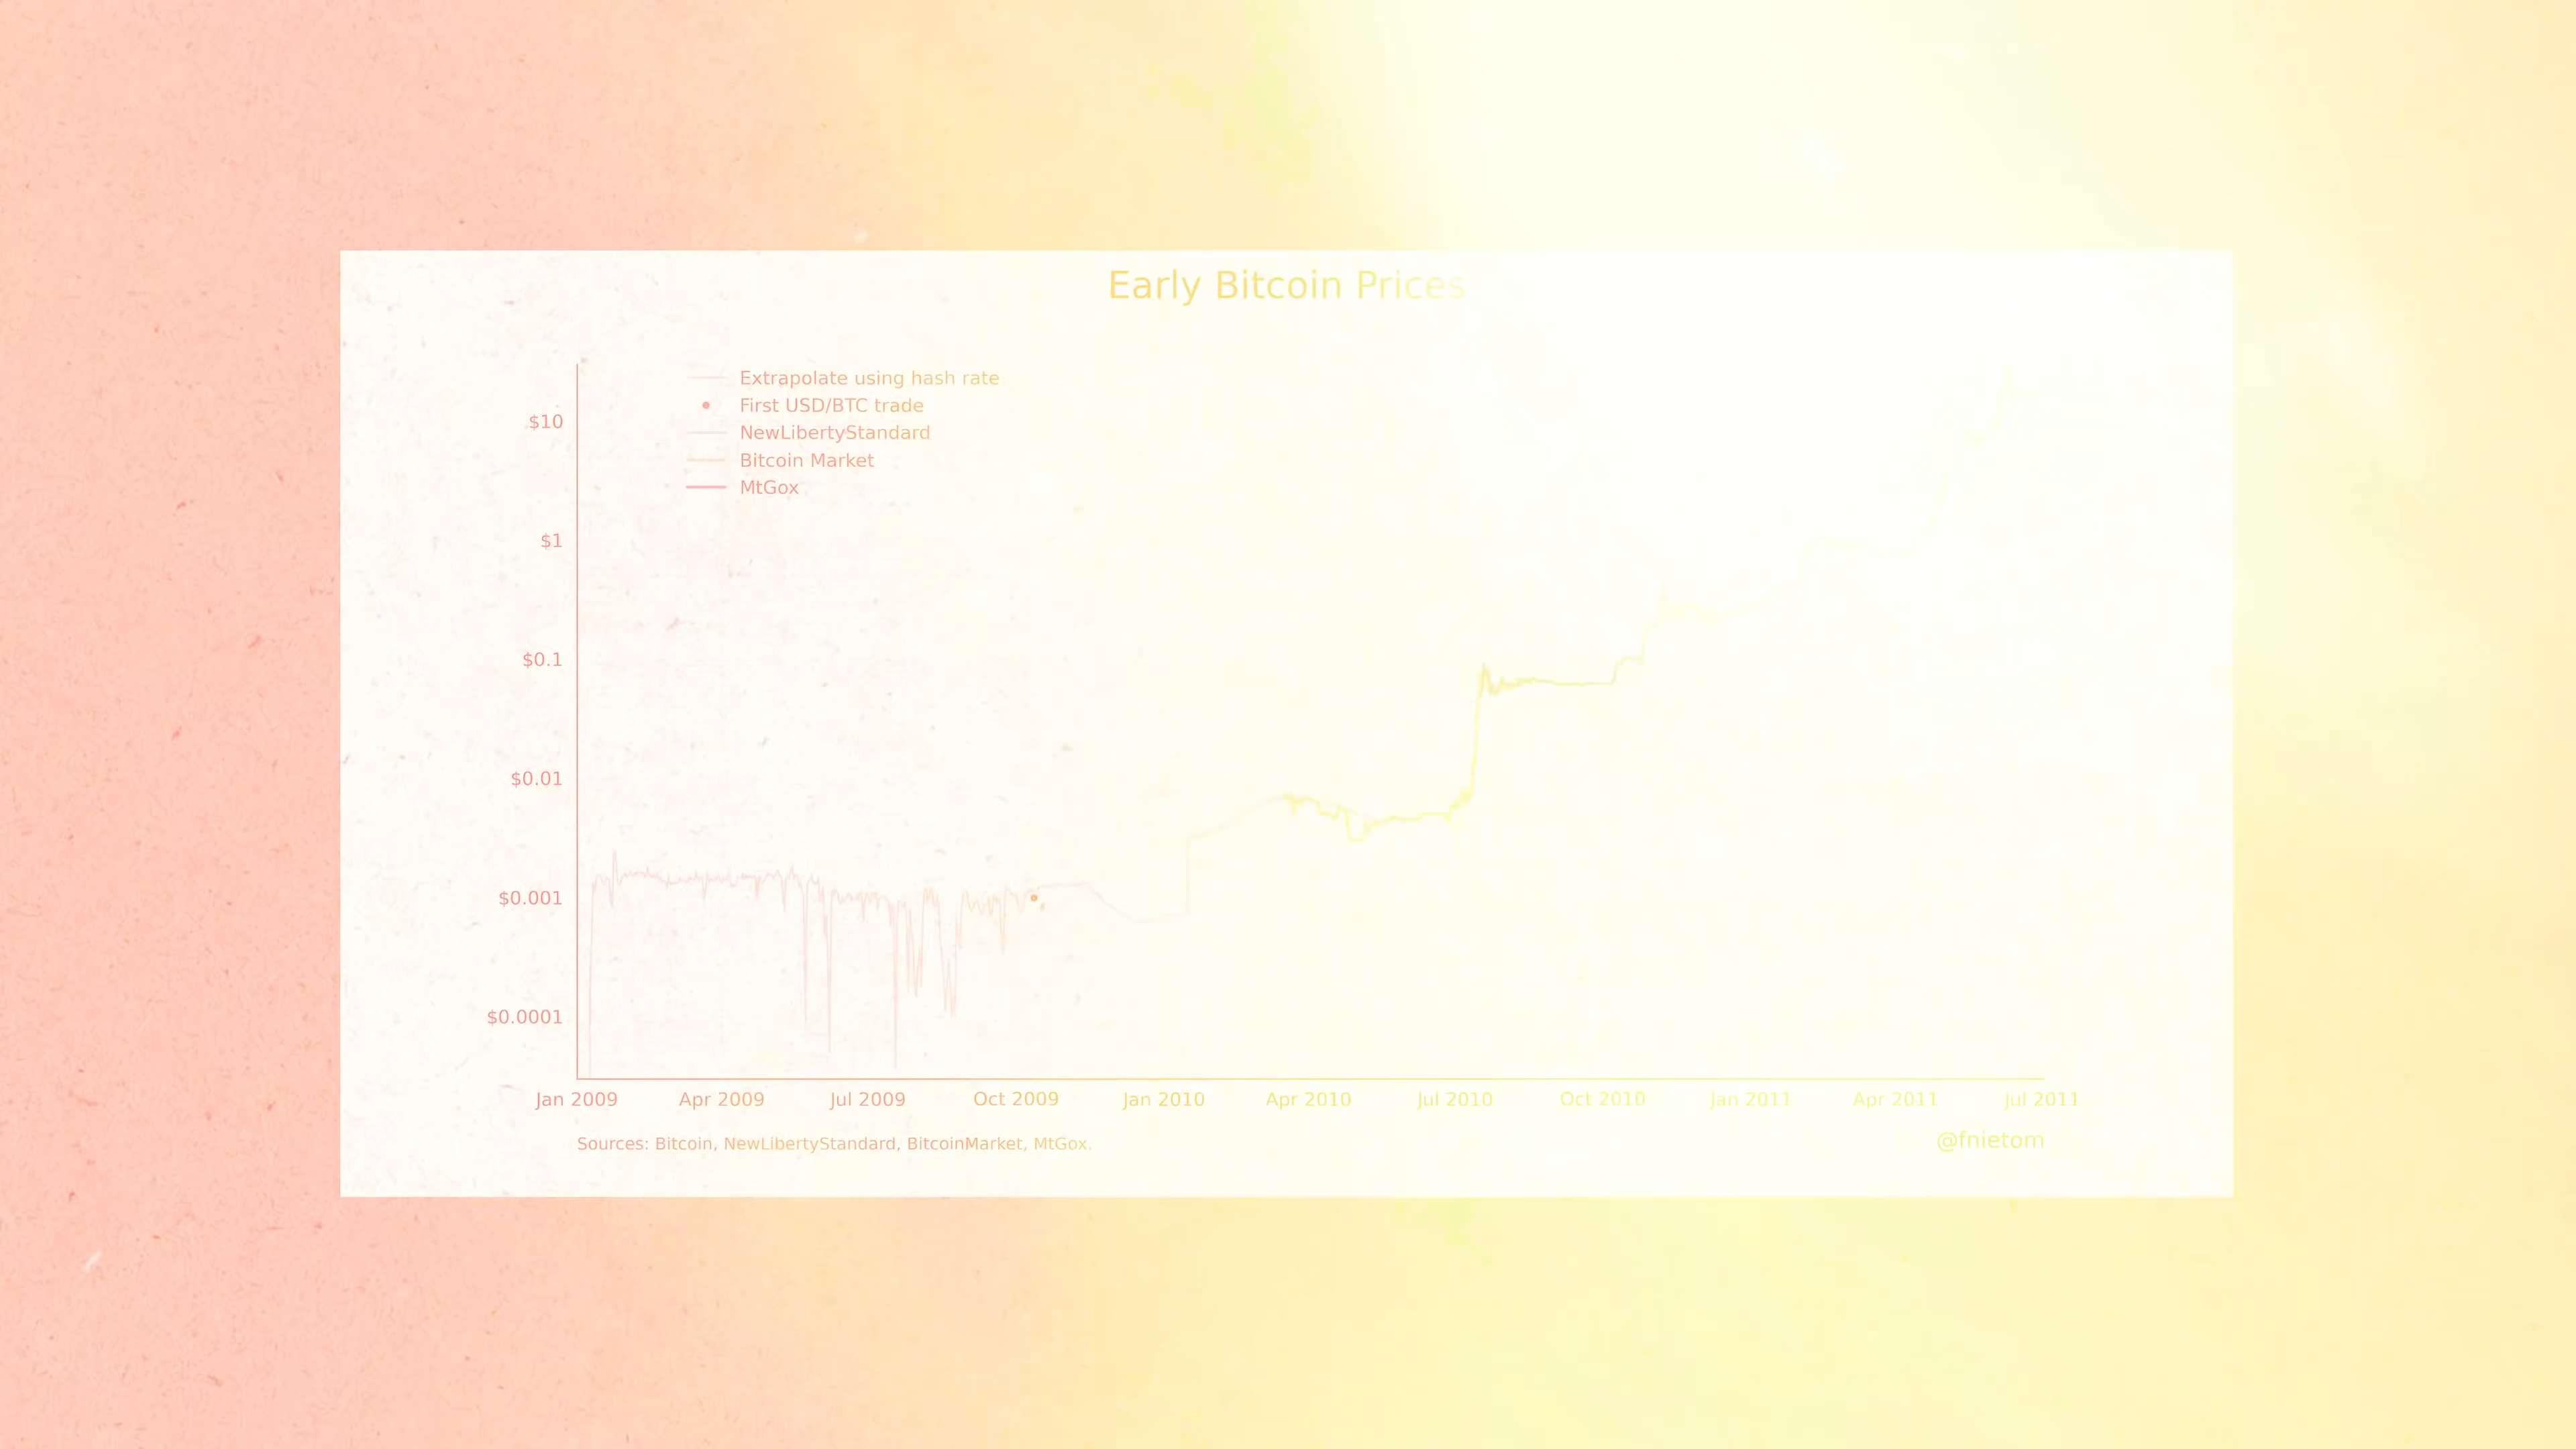 Early Bitcoin Prices
Extrapolate using hash rate
First USD/BTC trade
NewLibertyStandard
Bitcoin Market
MtGox
$10
$1
$0.1
$0.01
$0.001
$0.0001
Jan 2009 Apr 2009 Jul 2009 Oct 2009 Jan 2010 Apr 2010 Jul 2010 Oct 2010 Jan 2011 Apr 2011 Jul 2011
Sources: Bitcoin, NewLibertyStandard, BitcoinMarket, MtGox.
@fnietom